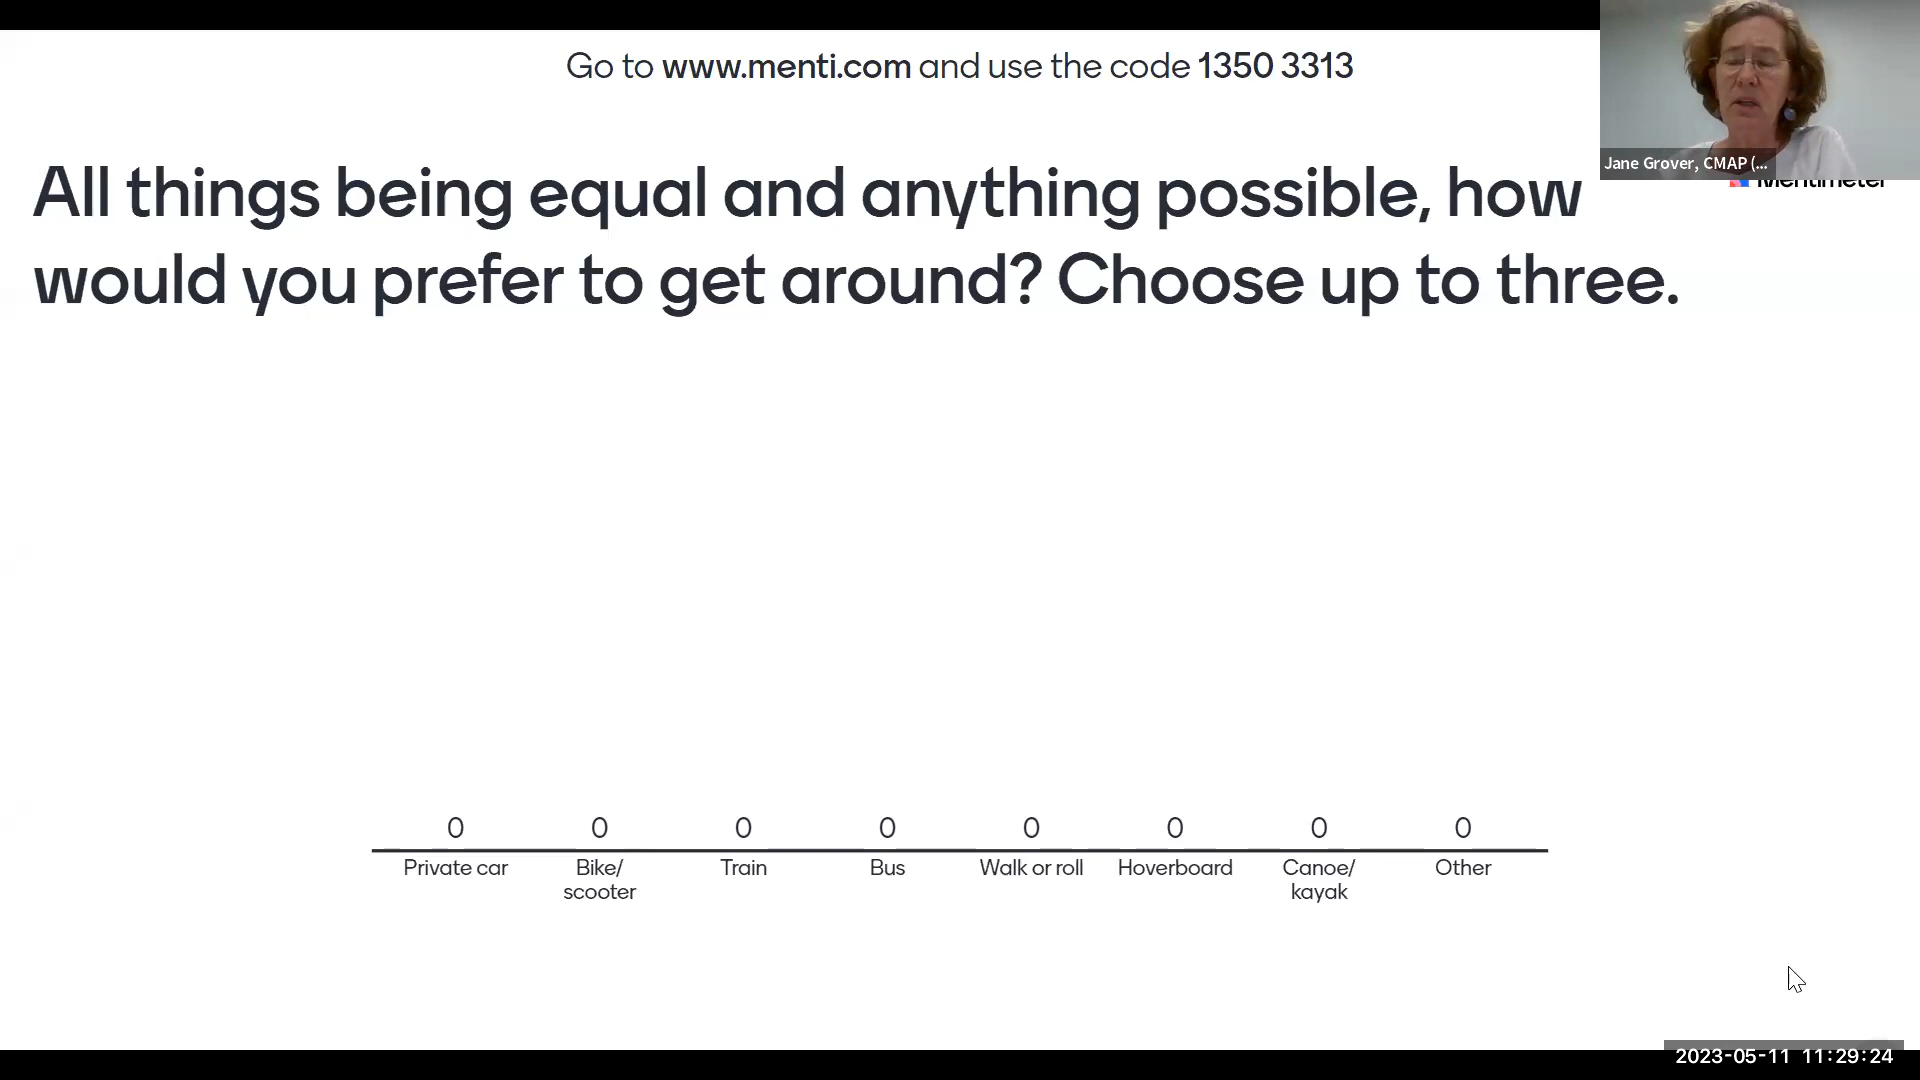 Go to www.menti.com and use the code 1350 3313
Jane Grover, CMAP (...
Mentimeter
All things being equal and anything possible, how
would you prefer to get around? Choose up to three.
0 0 0 0 0 0 0 0
Private car Bike/ Train Bus Walk or roll Hoverboard Canoe/ Other
scooter kayak
2023-05-11 11:29:24